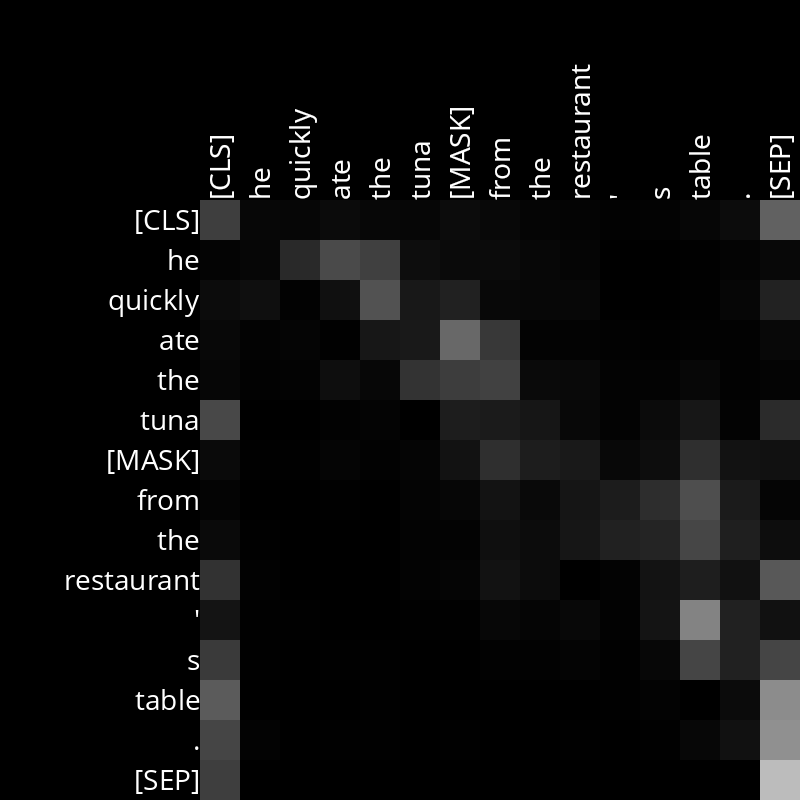 [CLS] he quickly ate the tuna [MASK] from the restaurant ' s table . [SEP]
[CLS]
he
quickly
ate
the
tuna
[MASK]
from
the
restaurant
'
s
table
.
[SEP]